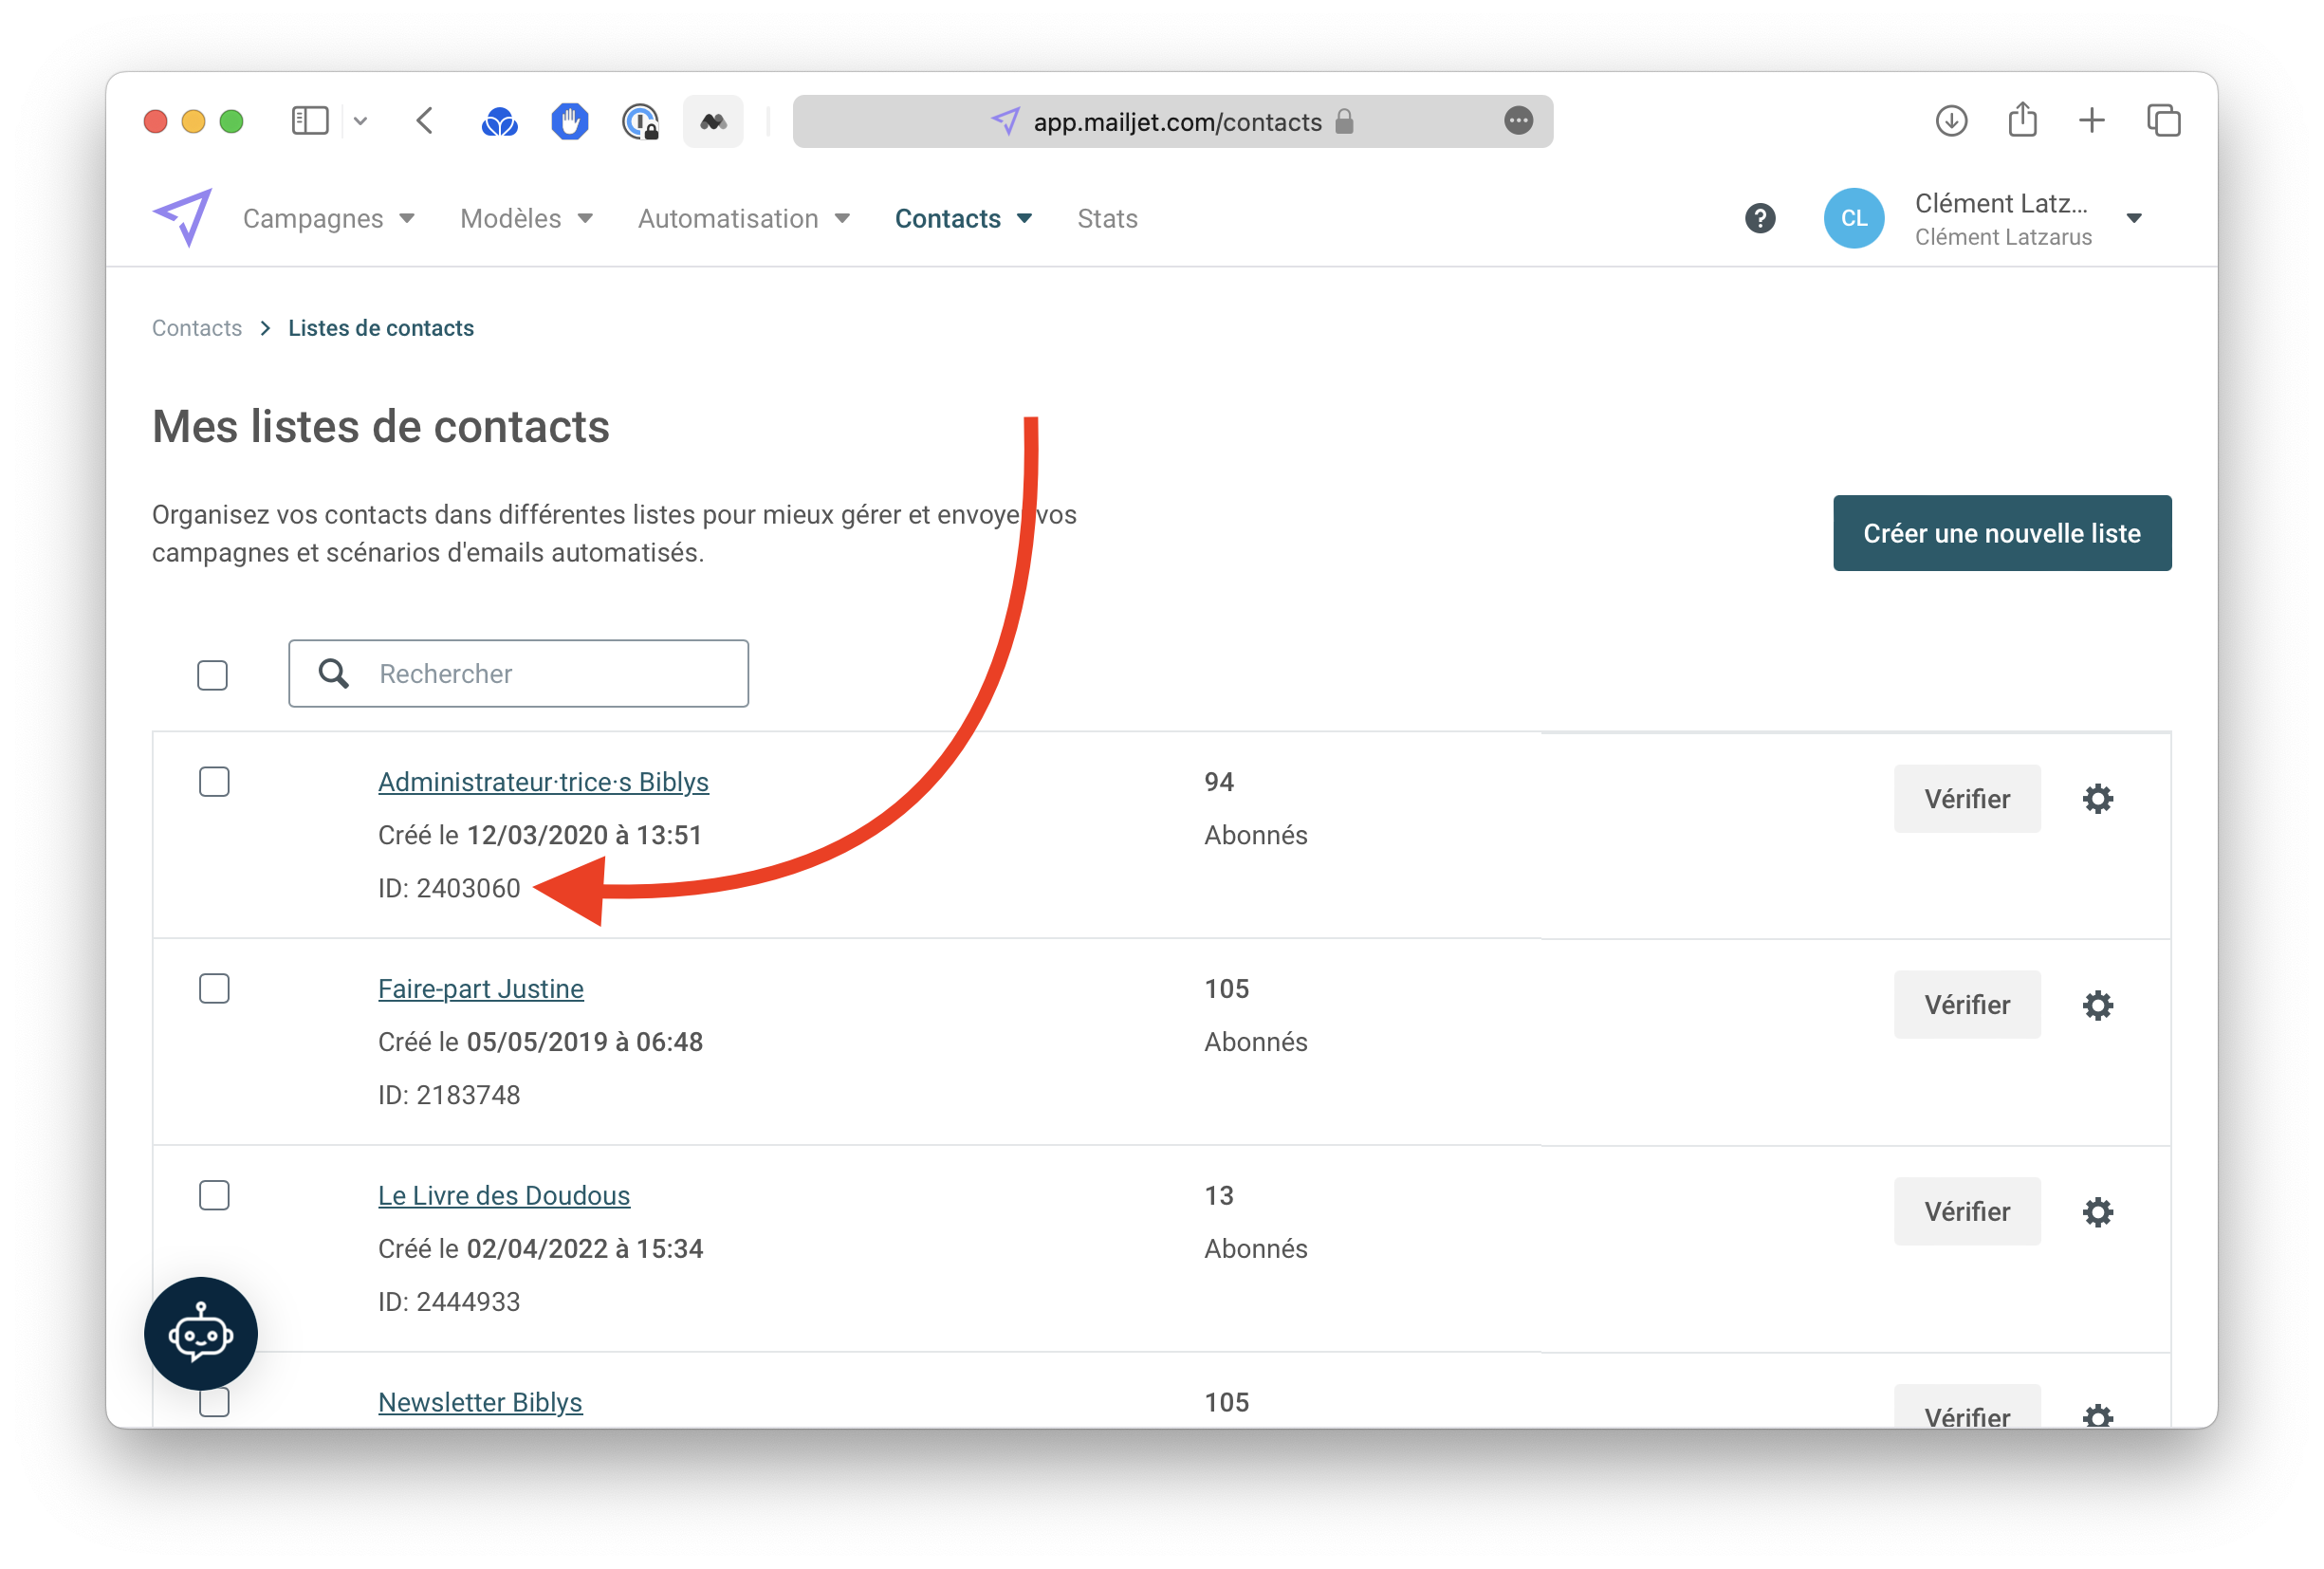 app.mailjet.com/contacts
Campagnes
Modèles
Automatisation
Contacts
Stats
CL
Clément Latz...
Clément Latzarus
Contacts
Listes de contacts
Mes listes de contacts
Organisez vos contacts dans différentes listes pour mieux gérer et envoyer vos
campagnes et scénarios d'emails automatisés.
Créer une nouvelle liste
Rechercher
Administrateur·trice·s Biblys
Créé le 12/03/2020 à 13:51
ID: 2403060
94
Abonnés
Vérifier
Faire-part Justine
Créé le 05/05/2019 à 06:48
ID: 2183748
105
Abonnés
Vérifier
Le Livre des Doudous
Créé le 02/04/2022 à 15:34
ID: 2444933
13
Abonnés
Vérifier
Newsletter Biblys
105
Vérifier